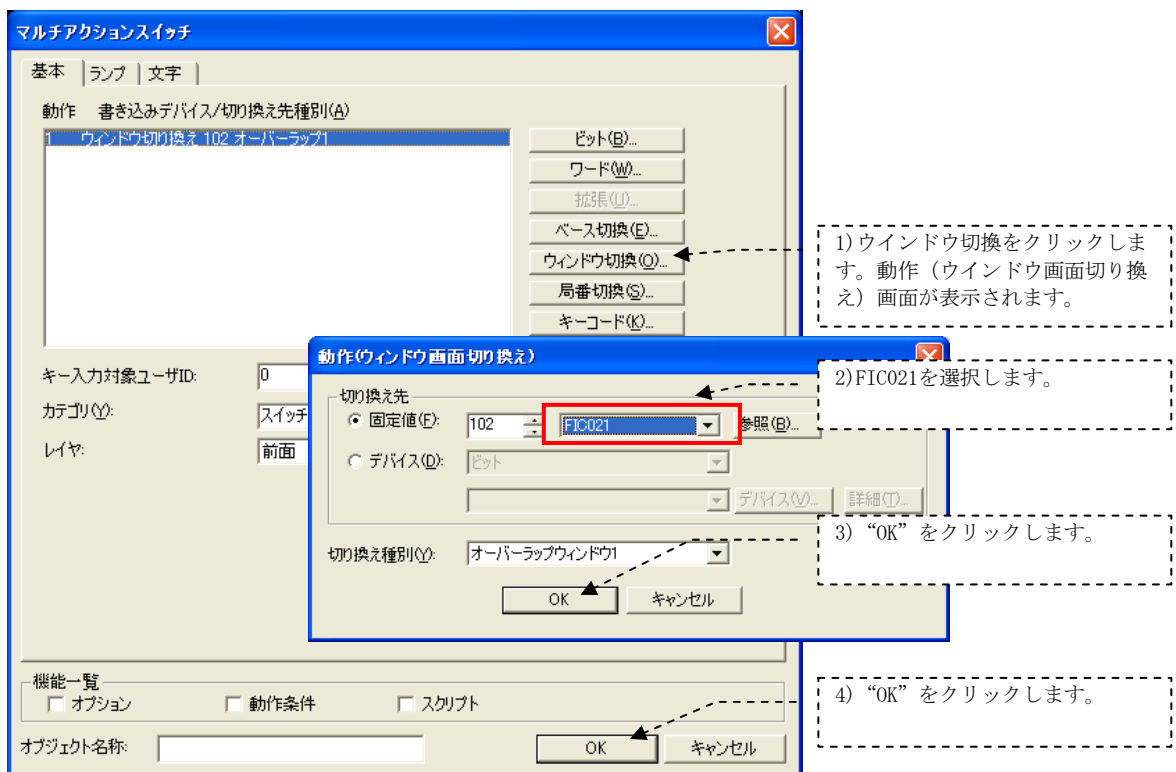 マルチアクションスイッチ
基本 ランプ 文字
動作 書き込みデバイス/切り換え先種別(A)
1 ウィンドウ切り換え 102 オーバーラップ1
ビット(B)...
ワード(W)...
拡張(U)...
ベース切換(E)...
ウィンドウ切換(O)...
局番切換(S)...
キーコード(K)...
1)ウインドウ切換をクリックしま
す。動作（ウインドウ画面切り換
え）画面が表示されます。
キー入力対象ユーザID: 0
カテゴリ(Y): スイッチ
レイヤ: 前面
動作(ウィンドウ画面切り換え)
切り換え先
固定値(F): 102 FIC021 参照(B)...
デバイス(D): ビット
デバイス(V)... 詳細(T)...
切り換え種別(Y): オーバーラップウィンドウ1
OK キャンセル
2)FIC021を選択します。
3)“OK”をクリックします。
機能一覧
オプション 動作条件 スクリプト
オブジェクト名称: OK キャンセル
4)“OK”をクリックします。